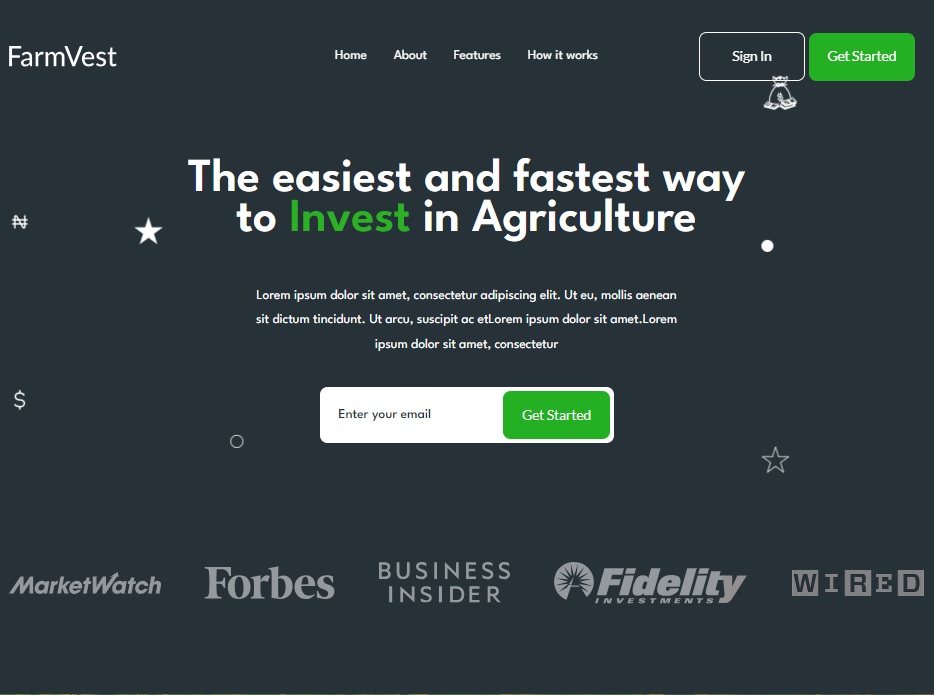 FarmVest
Home About Features How it works
Sign In Get Started
The easiest and fastest way
to Invest in Agriculture
₦
Lorem ipsum dolor sit amet, consectetur adipiscing elit. Ut eu, mollis aenean
sit dictum tincidunt. Ut arcu, suscipit ac etLorem ipsum dolor sit amet.Lorem
ipsum dolor sit amet, consectetur
$
Enter your email Get Started
MarketWatch
Forbes
BUSINESS
INSIDER
Fidelity
INVESTMENTS
WIRED